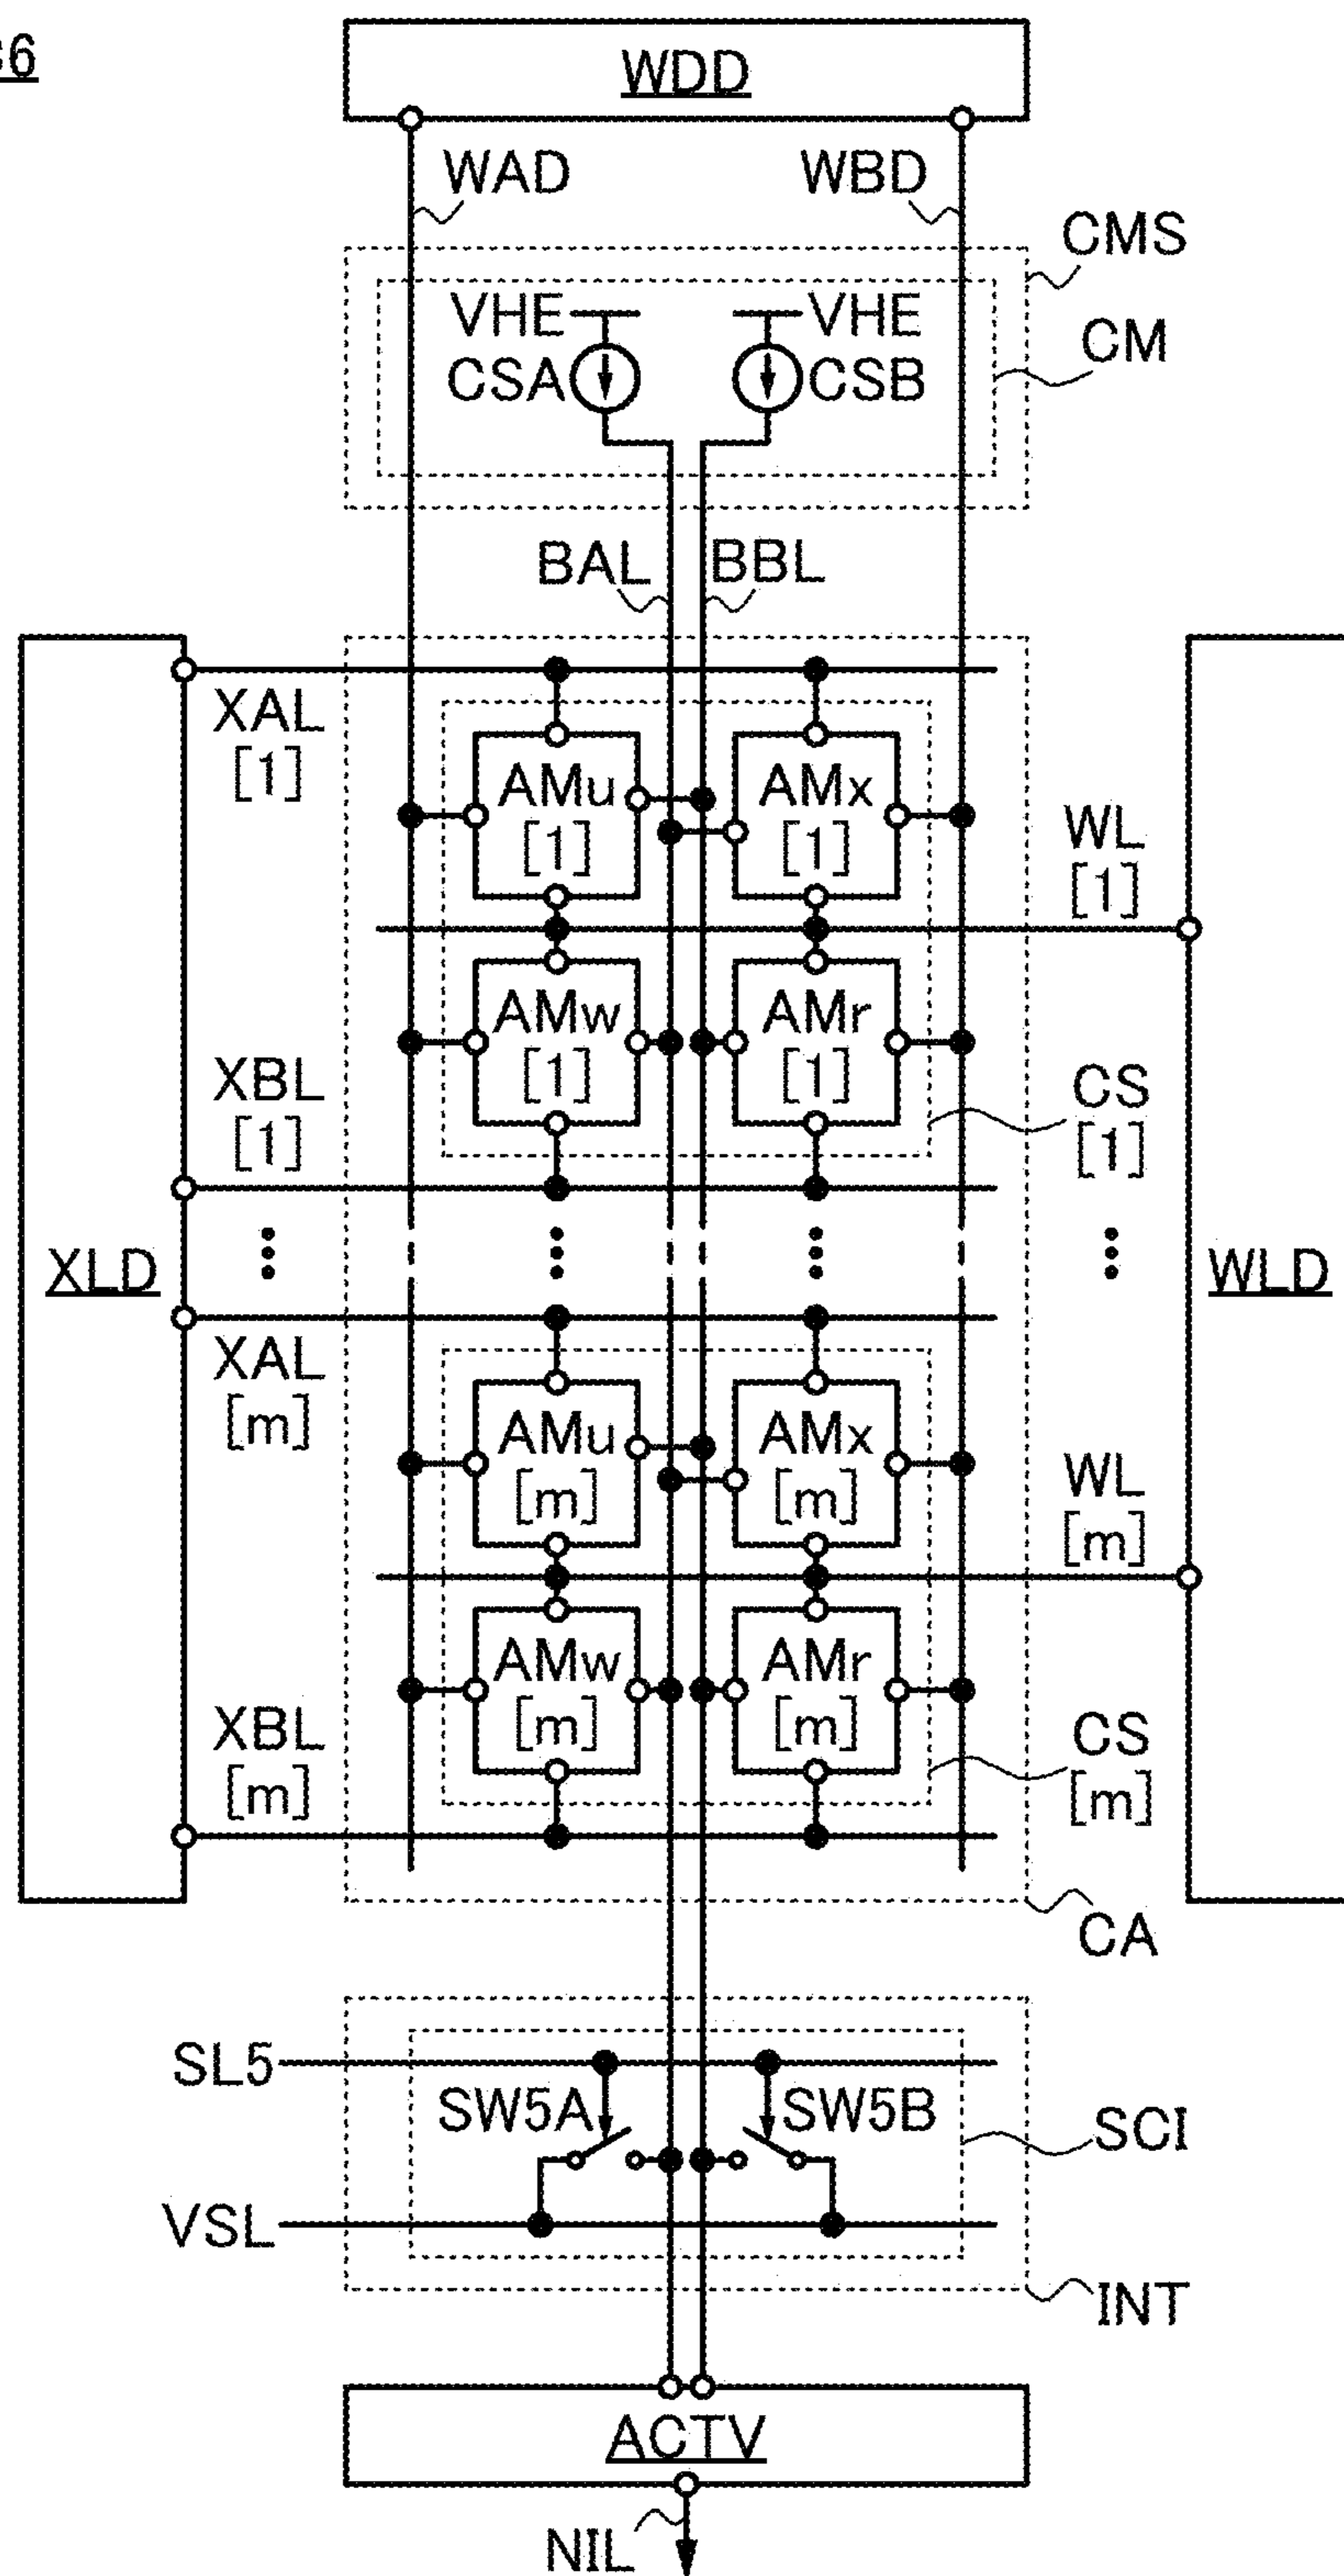 WDD
WAD
WBD
CMS
VHE
VHE
CM
CSA
CSB
BAL
BBL
XAL
[1]
AMu
[1]
AMx
[1]
WL
[1]
AMw
[1]
AMr
[1]
XBL
[1]
CS
[1]
XLD
WLD
XAL
[m]
AMu
[m]
AMx
[m]
WL
[m]
AMw
[m]
AMr
[m]
XBL
[m]
CS
[m]
CA
SL5
SW5A
SW5B
SCI
VSL
INT
ACTV
NIL